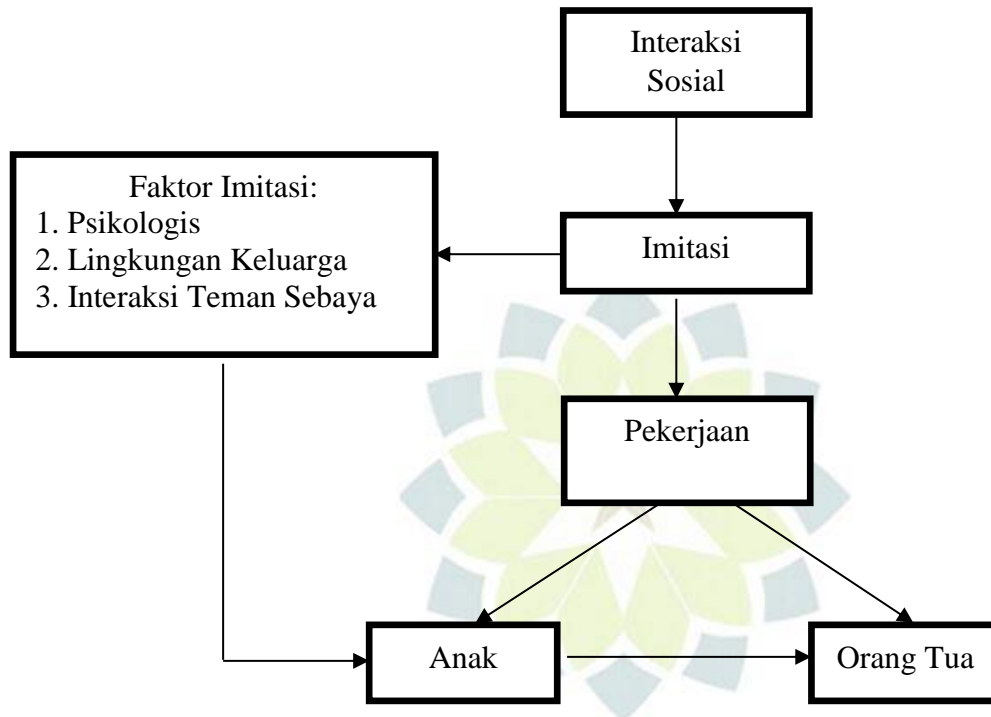 Interaksi
Sosial
Faktor Imitasi:
1. Psikologis
2. Lingkungan Keluarga
3. Interaksi Teman Sebaya
Imitasi
Pekerjaan
Anak
Orang Tua